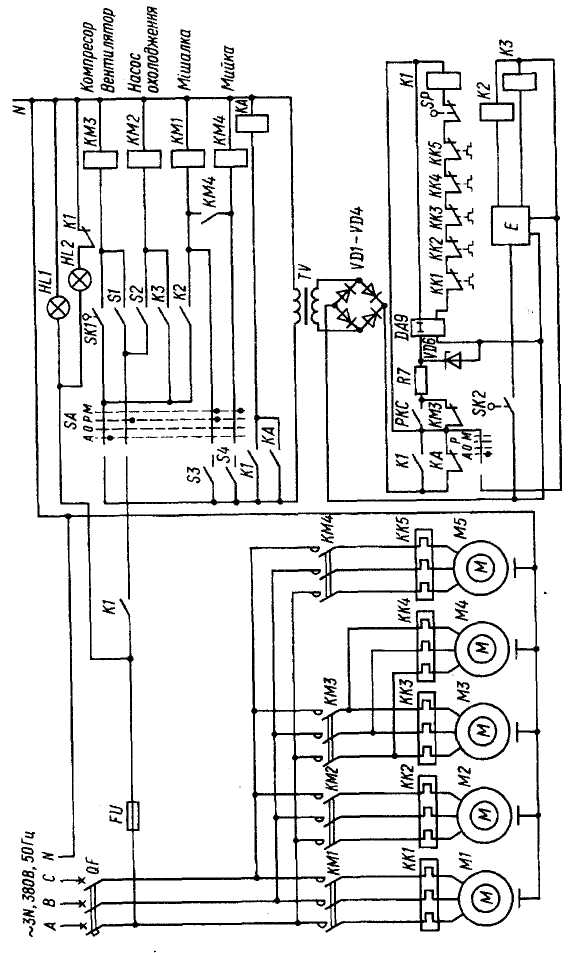 ~3N, 380В, 50Гц
A
B
C
N
QF
FU
K1
HL1
HL2
K1
N
Компресор
Вентилятор
Насос
охолодження
Мішалка
Мийка
KM3
KM2
KM1
KM4
KA
KM4
SA
А О Р М
SK1
S1
S2
K3
K2
S3
S4
K1
KA
TV
VD1-VD4
KM1
KM2
KM3
KM4
KK1
KK2
KK3
KK4
KK5
M1
M2
M3
M4
M5
M
M
M
M
M
K1
РКС
R7
VD6
DA9
KM3
KA
Р
А О М
SK2
KK1
KK2
KK3
KK4
KK5
SP
K1
K2
K3
E